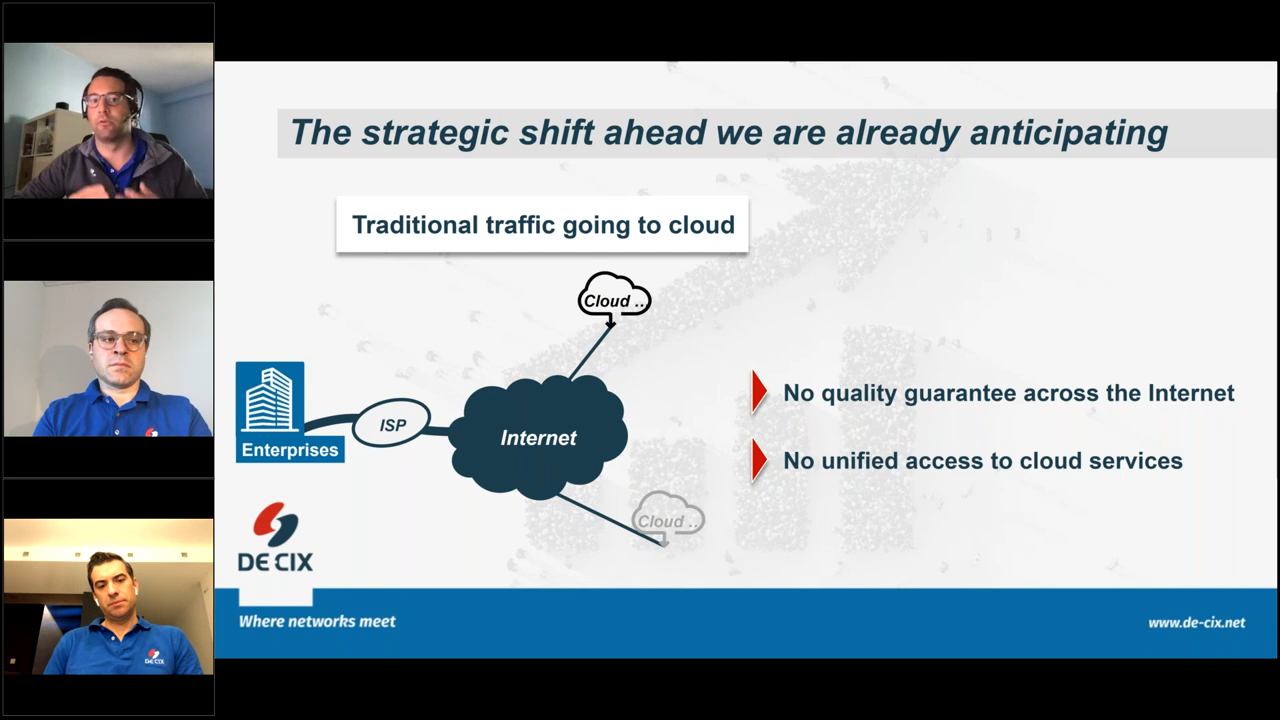 The strategic shift ahead we are already anticipating
Traditional traffic going to cloud
Cloud ...
Enterprises
ISP
Internet
No quality guarantee across the Internet
No unified access to cloud services
Cloud ..
DE CIX
Where networks meet
www.de-cix.net
DE CIX